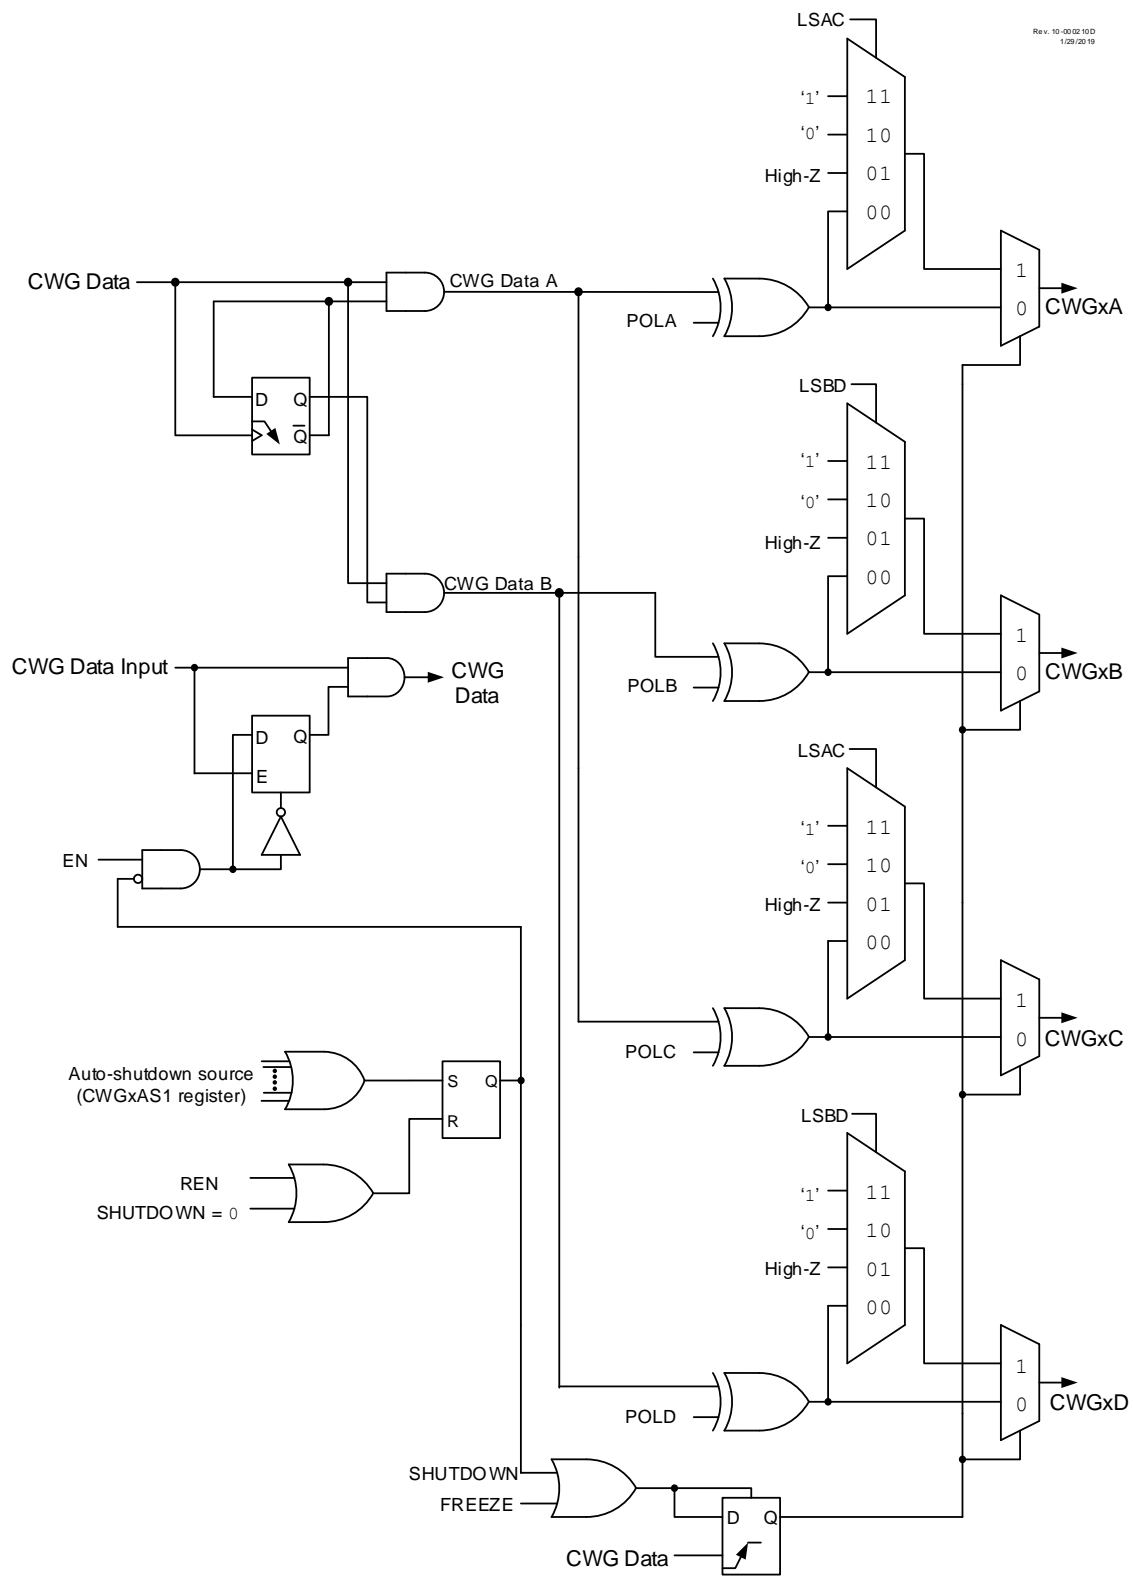 LSAC
Rev. 10-000210D
1/29/2019
‘1’ 11
‘0’ 10
High-Z 01
00
CWG Data
CWG Data A
POLA
1
0
CWGxA
D Q
Q
LSBD
‘1’ 11
‘0’ 10
High-Z 01
00
CWG Data B
POLB
1
0
CWGxB
CWG Data Input
CWG
Data
D Q
E
EN
LSAC
‘1’ 11
‘0’ 10
High-Z 01
00
POLC
1
0
CWGxC
Auto-shutdown source
(CWGxAS1 register)
S Q
R
REN
SHUTDOWN = 0
LSBD
‘1’ 11
‘0’ 10
High-Z 01
00
POLD
1
0
CWGxD
SHUTDOWN
FREEZE
D Q
CWG Data